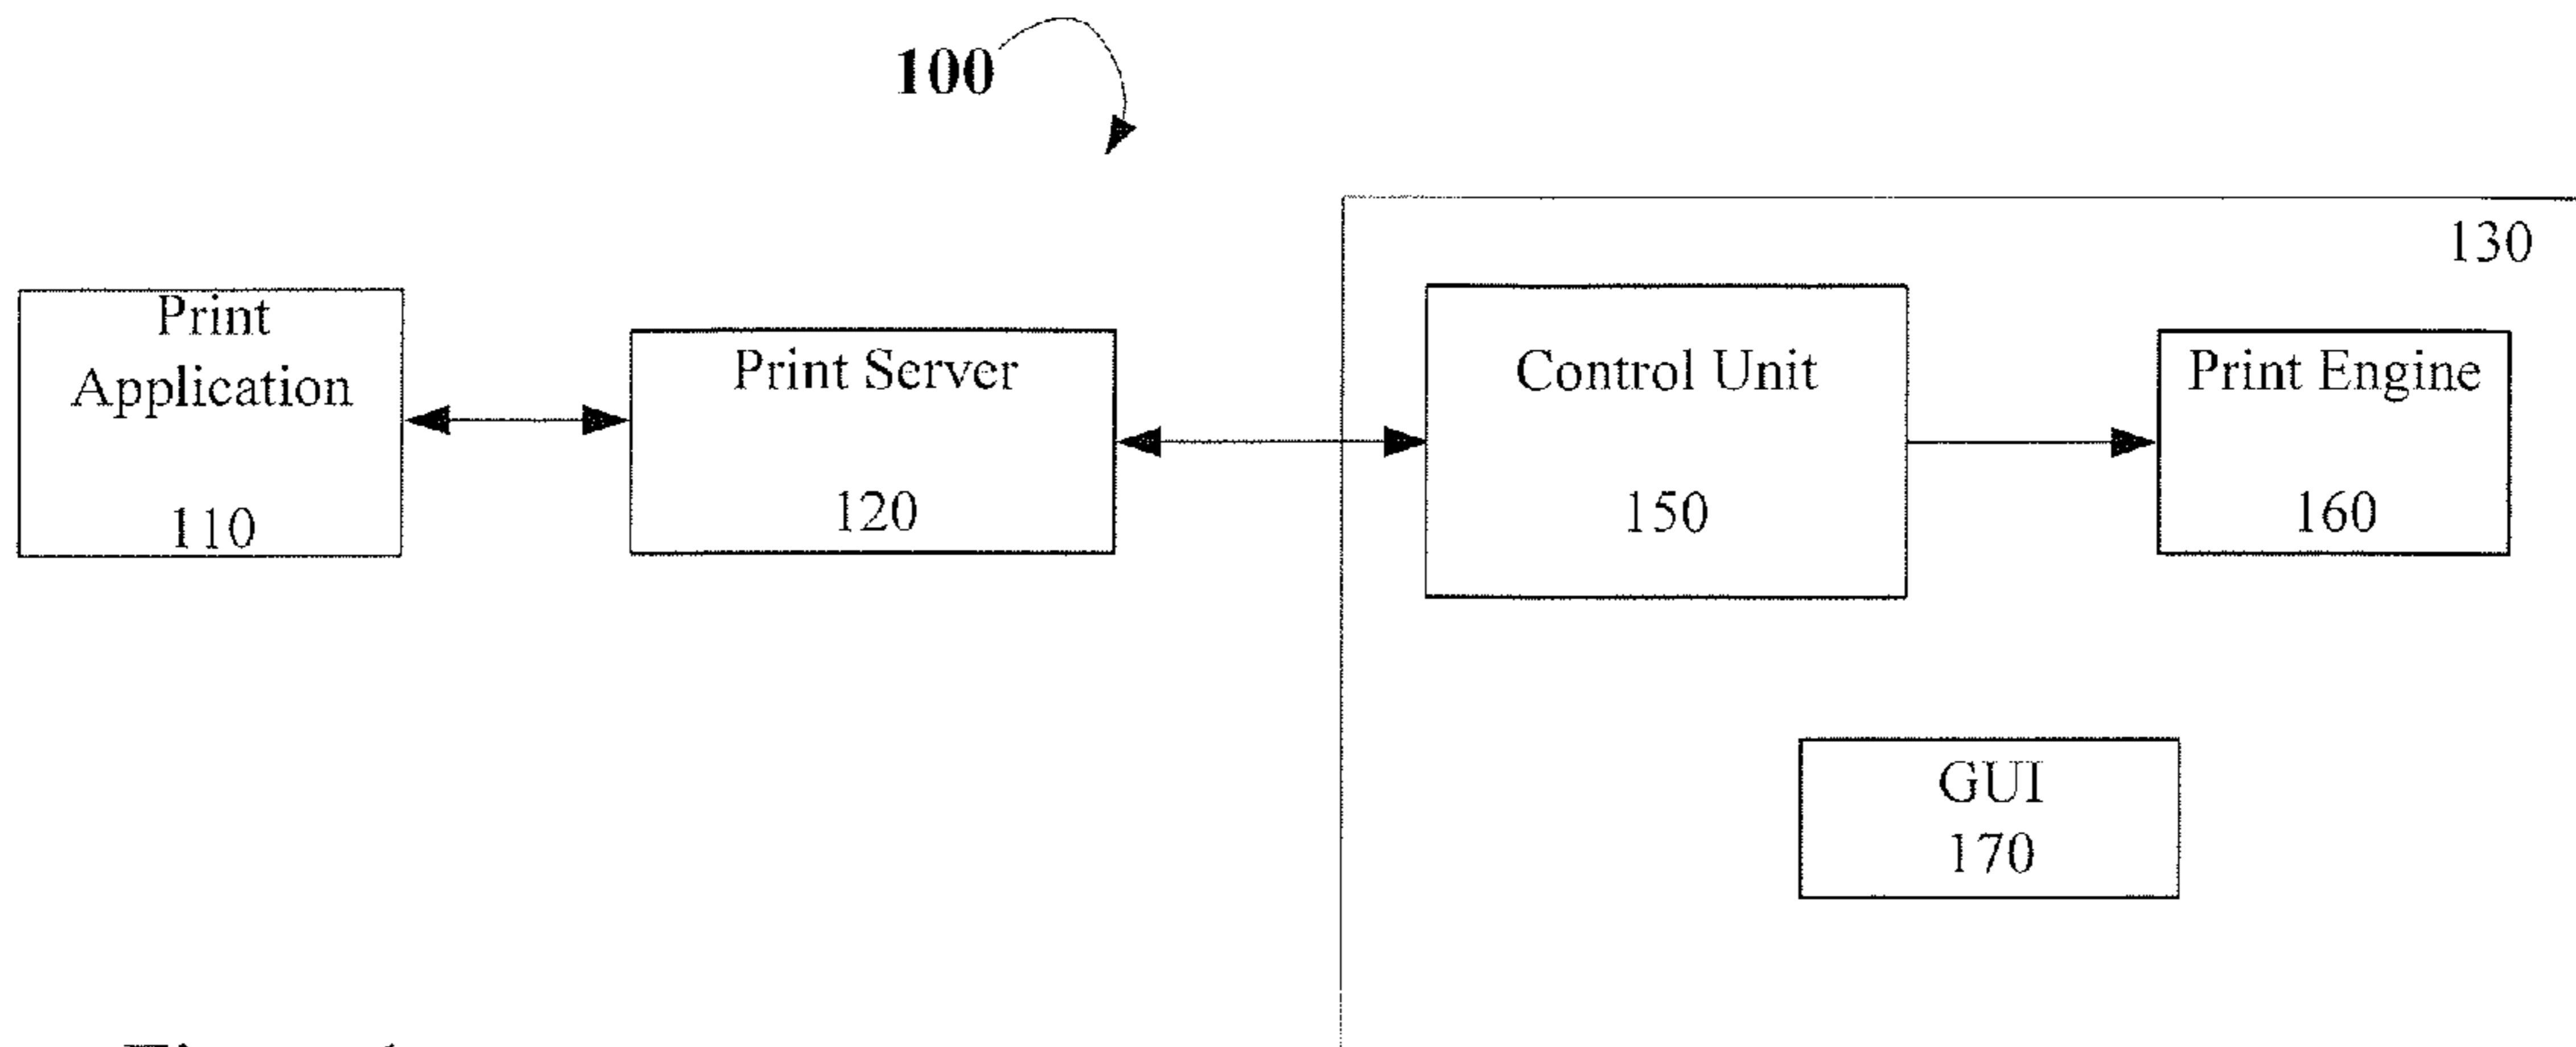 100
130
Print
Application
110
Print Server
120
Control Unit
150
Print Engine
160
GUI
170